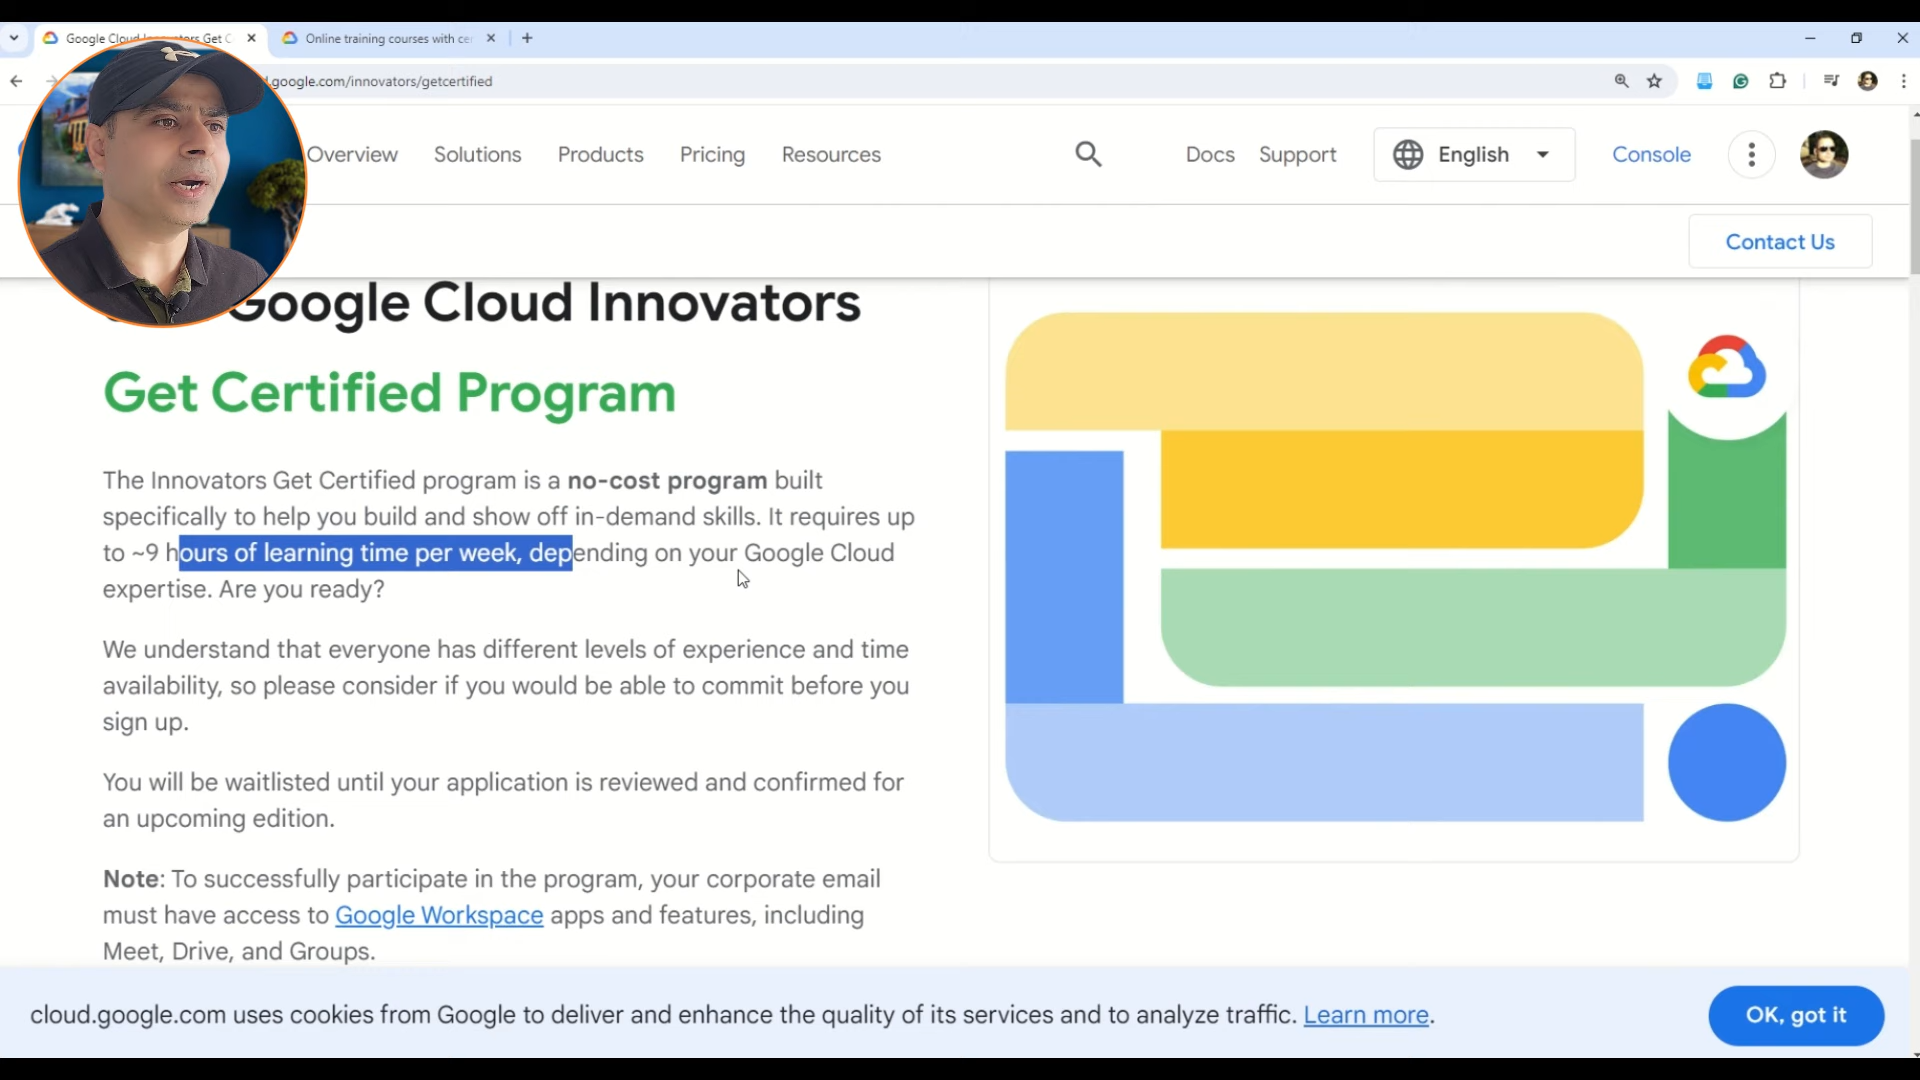 Google Cloud Innovators Get C
Online training courses with cer
.google.com/innovators/getcertified
Overview Solutions Products Pricing Resources Docs Support English Console
Contact Us
Google Cloud Innovators
Get Certified Program
The Innovators Get Certified program is a no-cost program built
specifically to help you build and show off in-demand skills. It requires up
to ~9 hours of learning time per week, depending on your Google Cloud
expertise. Are you ready?
We understand that everyone has different levels of experience and time
availability, so please consider if you would be able to commit before you
sign up.
You will be waitlisted until your application is reviewed and confirmed for
an upcoming edition.
Note: To successfully participate in the program, your corporate email
must have access to Google Workspace apps and features, including
Meet, Drive, and Groups.
cloud.google.com uses cookies from Google to deliver and enhance the quality of its services and to analyze traffic. Learn more.
OK, got it